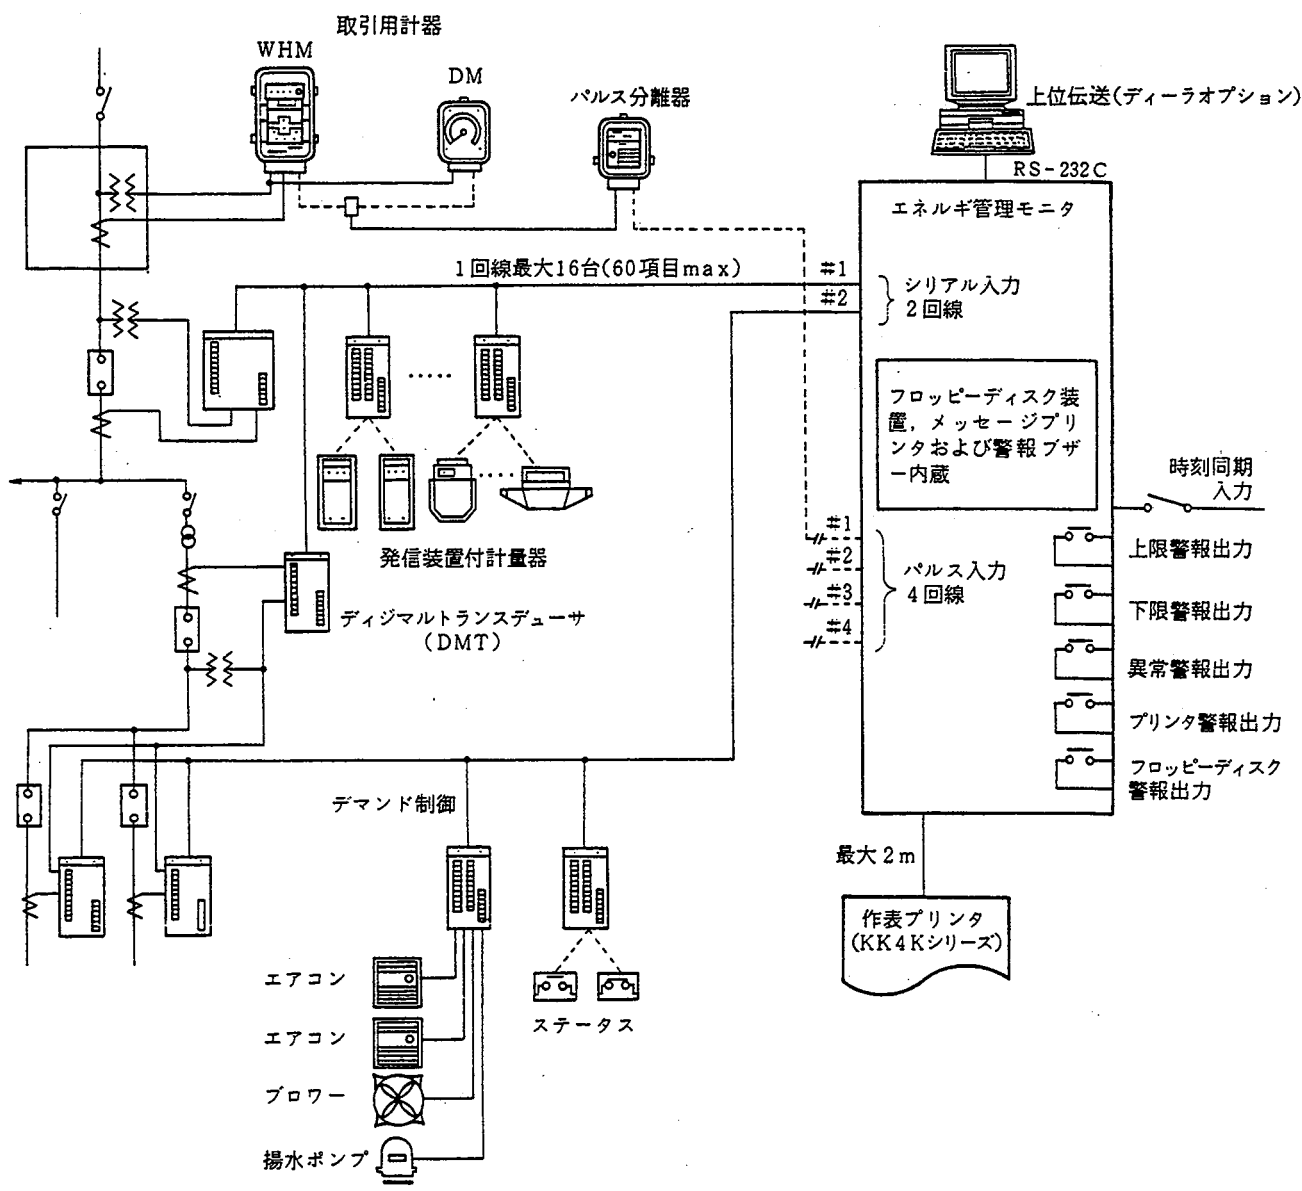 取引用計器
WHM
DM
パルス分離器
上位伝送(ディーラオプション)
RS-232C
エネルギ管理モニタ
1回線最大16台(60項目max)
#1
#2
シリアル入力
2回線
フロッピーディスク装
置，メッセージプリ
ンタおよび警報ブザ
ー内蔵
時刻同期
入力
発信装置付計量器
ディジマルトランスデューサ
(DMT)
#1
#2
#3
#4
パルス入力
4回線
上限警報出力
下限警報出力
異常警報出力
プリンタ警報出力
フロッピーディスク
警報出力
デマンド制御
最大2m
作表プリンタ
(KK4Kシリーズ)
エアコン
エアコン
ブロワー
揚水ポンプ
ステータス